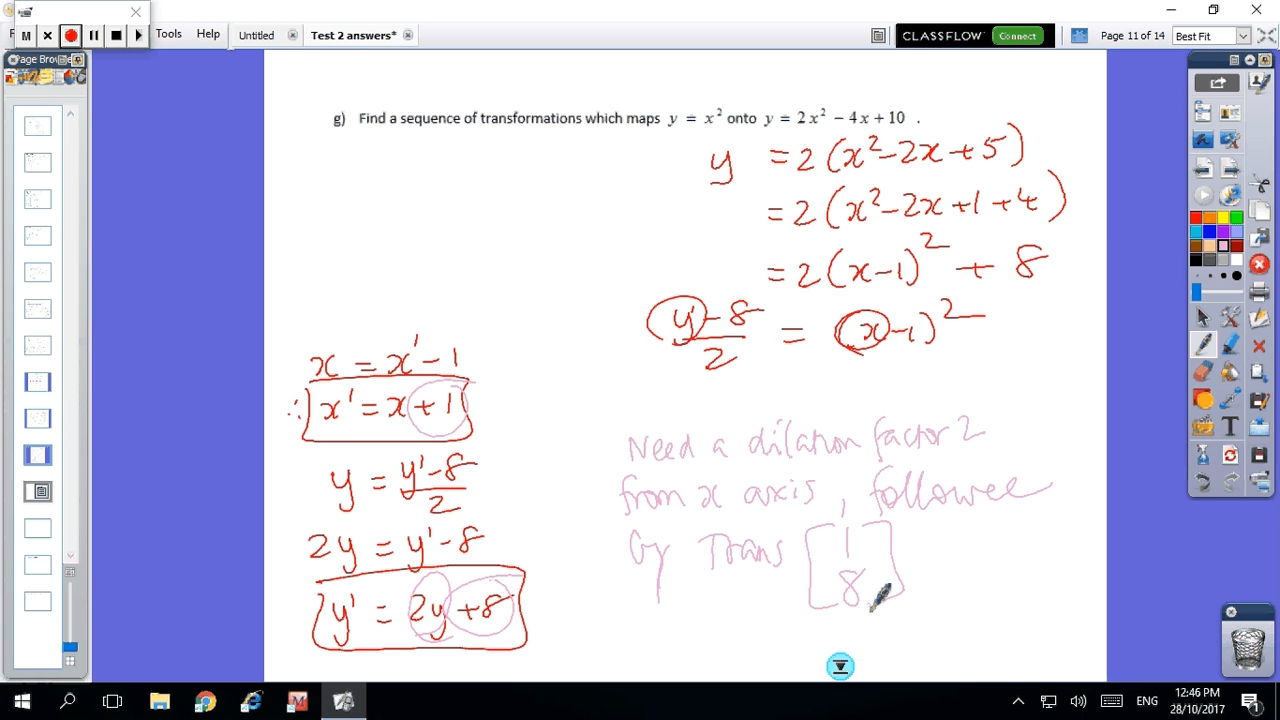 Tools Help Untitled Test 2 answers* CLASSFLOW Connect Page 11 of 14 Best Fit
Page Browse
g) Find a sequence of transformations which maps y = x² onto y = 2x² − 4x + 10 .
y = 2(x² − 2x + 5)
= 2(x² − 2x + 1 + 4)
= 2(x − 1)² + 8
(y' − 8)/2 = (x − 1)²
x = x' − 1
∴ x' = x + 1
y = (y' − 8)/2
2y = y' − 8
y' = 2y + 8
Need a dilation factor 2
from x axis, followee
by Trans [1
8]
ENG
12:46 PM
28/10/2017